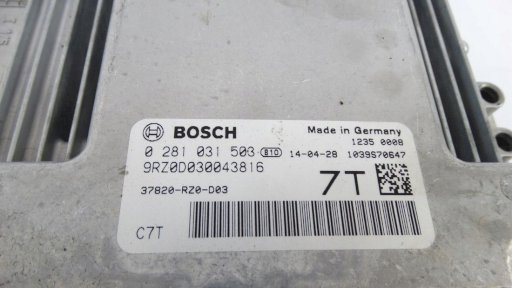 BOSCH
Made in Germany
1235 0008
0 281 031 503 810 14-04-28 1039S70647
9RZ0D030043816
7T
37820-RZ0-D03
C7T